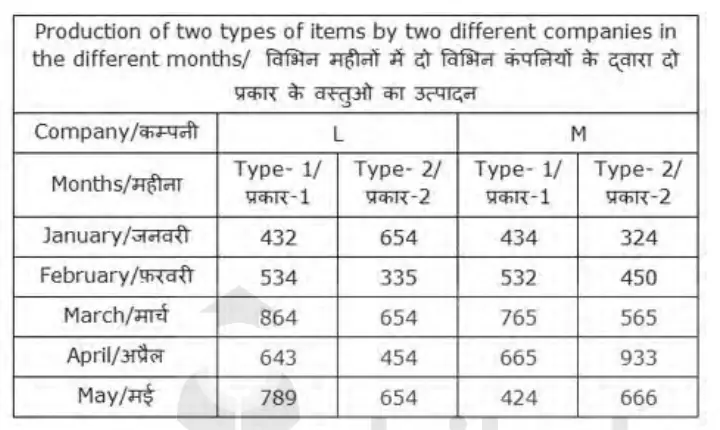 Production of two types of items by two different companies in
the different months/ विभिन महीनों में दो विभिन कंपनियों के द्वारा दो
प्रकार के वस्तुओ का उत्पादन
Company/कम्पनी L M
Months/महीना Type- 1/ प्रकार-1 Type- 2/ प्रकार-2 Type- 1/ प्रकार-1 Type- 2/ प्रकार-2
January/जनवरी 432 654 434 324
February/फ़रवरी 534 335 532 450
March/मार्च 864 654 765 565
April/अप्रैल 643 454 665 933
May/मई 789 654 424 666